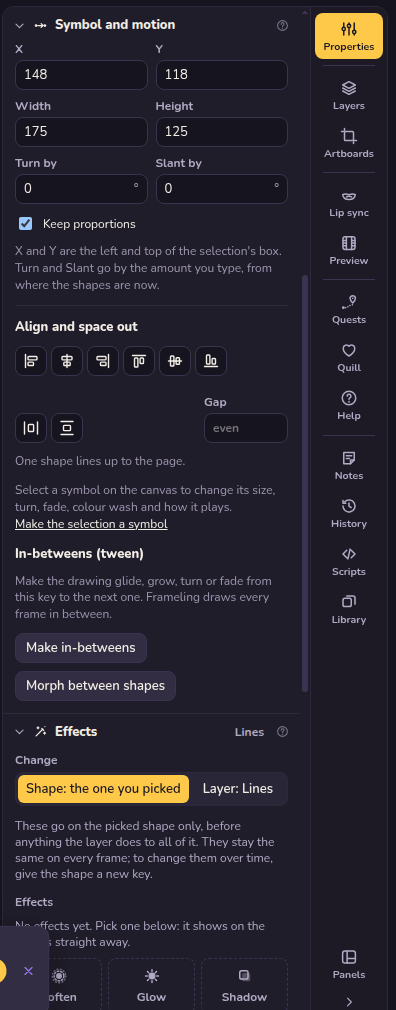 Symbol and motion
X
Y
148
118
Width
Height
175
125
Turn by
Slant by
0 °
0 °
Keep proportions
X and Y are the left and top of the selection's box.
Turn and Slant go by the amount you type, from
where the shapes are now.
Align and space out
Gap
even
One shape lines up to the page.
Select a symbol on the canvas to change its size,
turn, fade, colour wash and how it plays.
Make the selection a symbol
In-betweens (tween)
Make the drawing glide, grow, turn or fade from
this key to the next one. Frameling draws every
frame in between.
Make in-betweens
Morph between shapes
Effects
Lines
Change
Shape: the one you picked
Layer: Lines
These go on the picked shape only, before
anything the layer does to all of it. They stay the
same on every frame; to change them over time,
give the shape a new key.
Effects
No effects yet. Pick one below: it shows on the
straight away.
Glow
Shadow
Properties
Layers
Artboards
Lip sync
Preview
Quests
Quill
Help
Notes
History
Scripts
Library
Panels